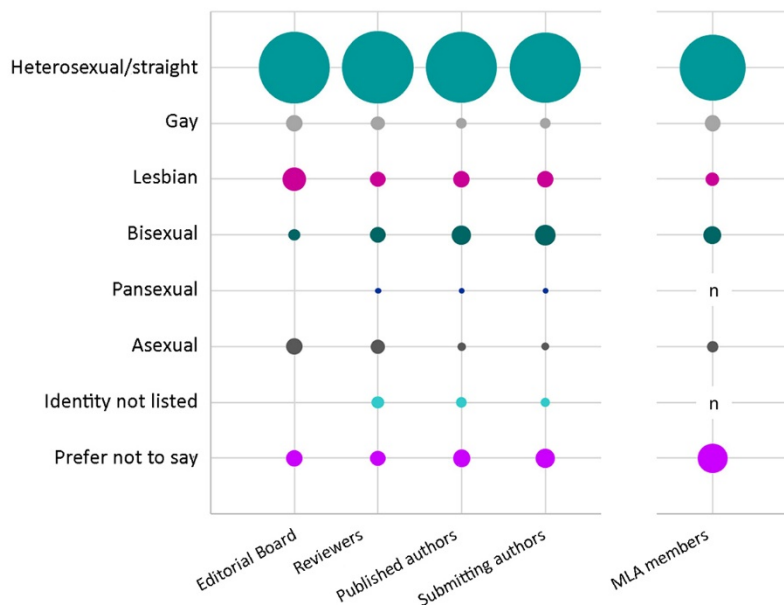 Heterosexual/straight
Gay
Lesbian
Bisexual
Pansexual
n
Asexual
Identity not listed
n
Prefer not to say
Editorial Board
Reviewers
Published authors
Submitting authors
MLA members